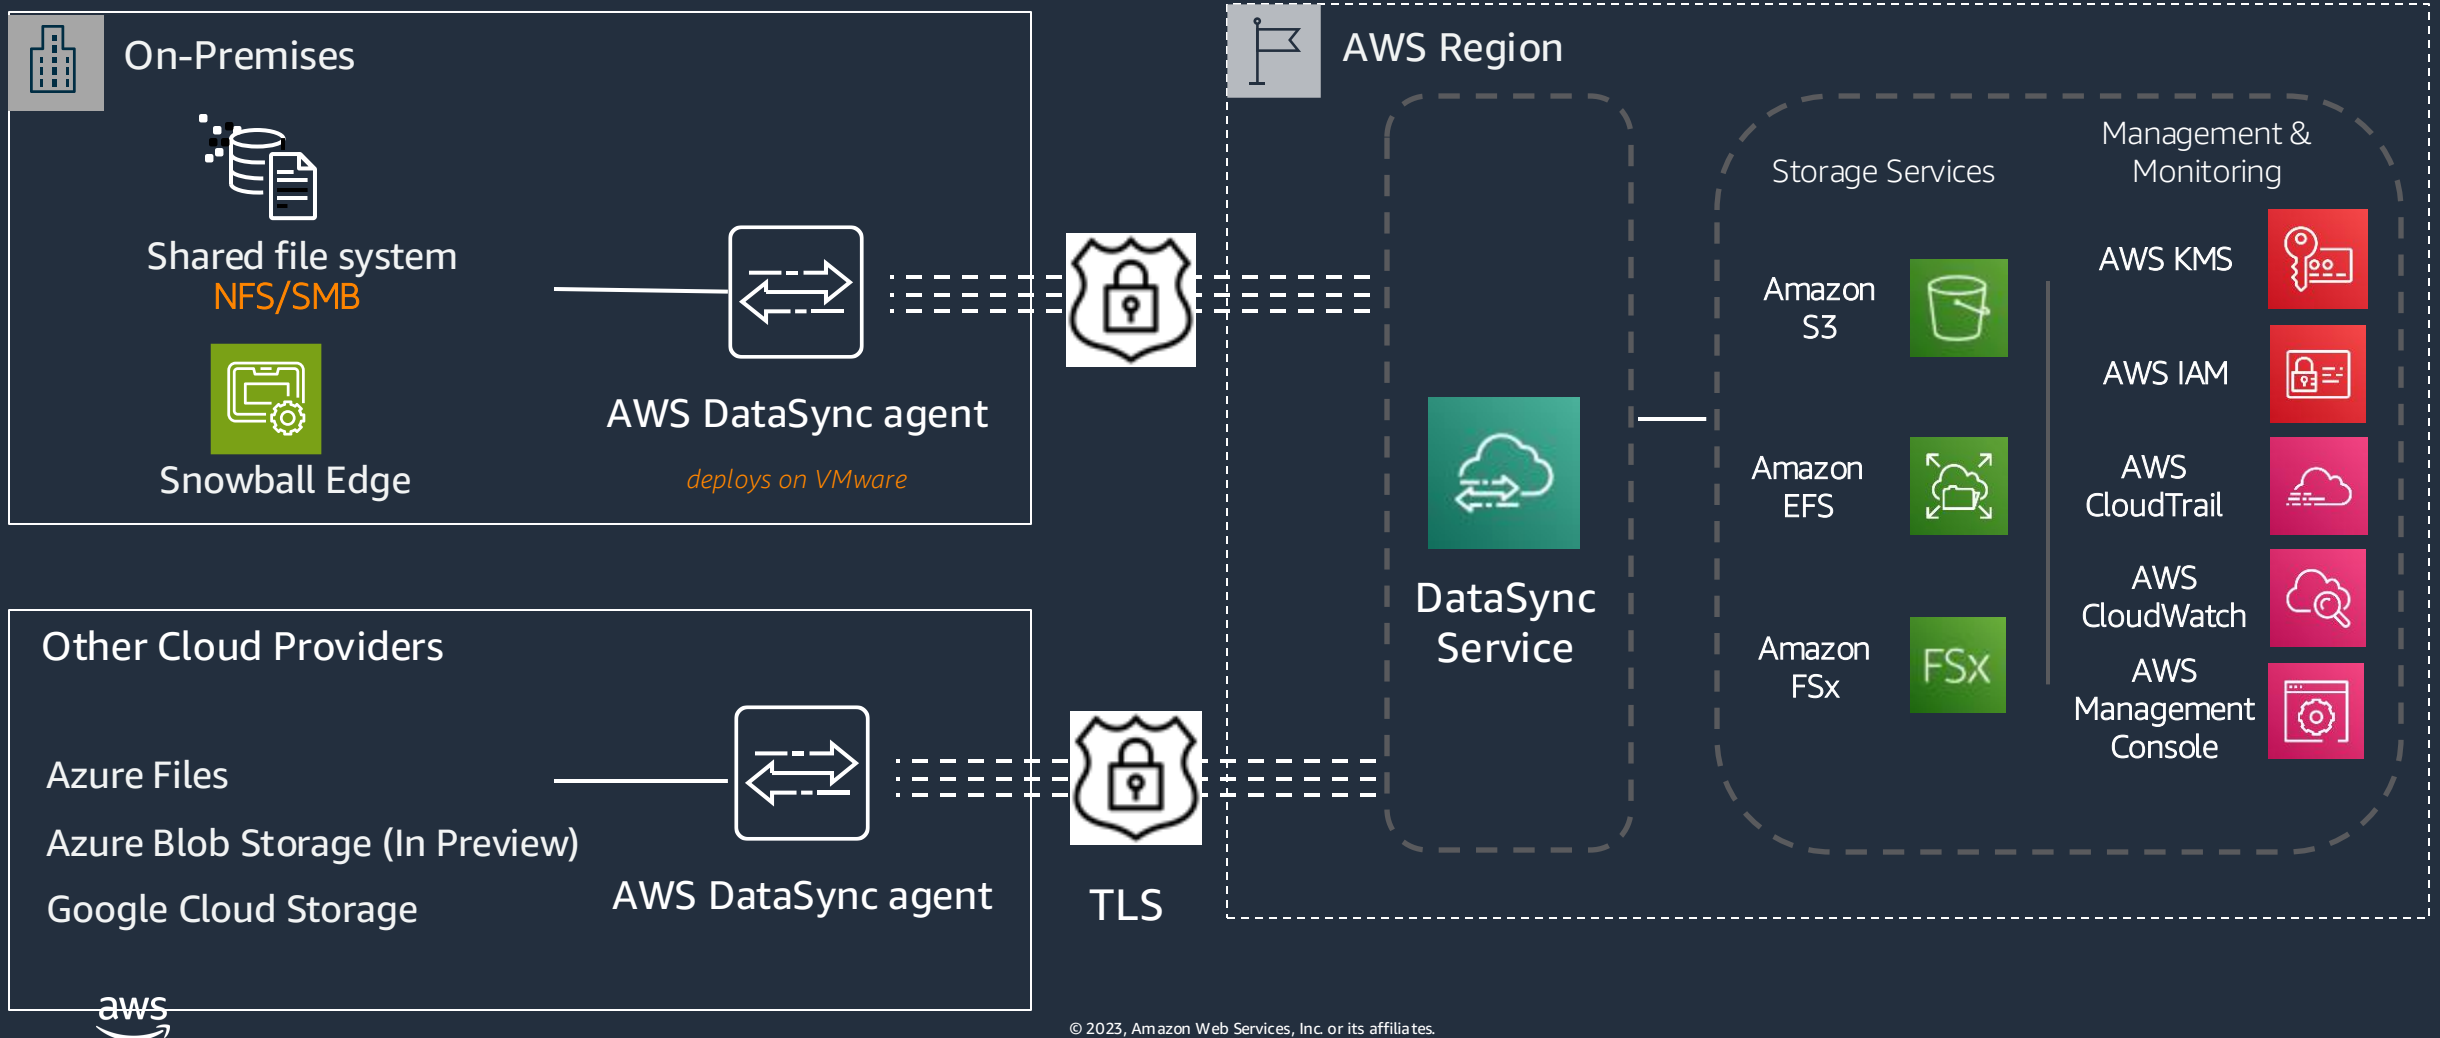 On-Premises
Shared file system
NFS/SMB
Snowball Edge
AWS DataSync agent
deploys on VMware
Other Cloud Providers
Azure Files
Azure Blob Storage (In Preview)
Google Cloud Storage
AWS DataSync agent
TLS
AWS Region
DataSync
Service
Storage Services
Amazon
S3
Amazon
EFS
Amazon
FSx
FSx
Management &
Monitoring
AWS KMS
AWS IAM
AWS
CloudTrail
AWS
CloudWatch
AWS
Management
Console
aws
© 2023, Amazon Web Services, Inc. or its affiliates.